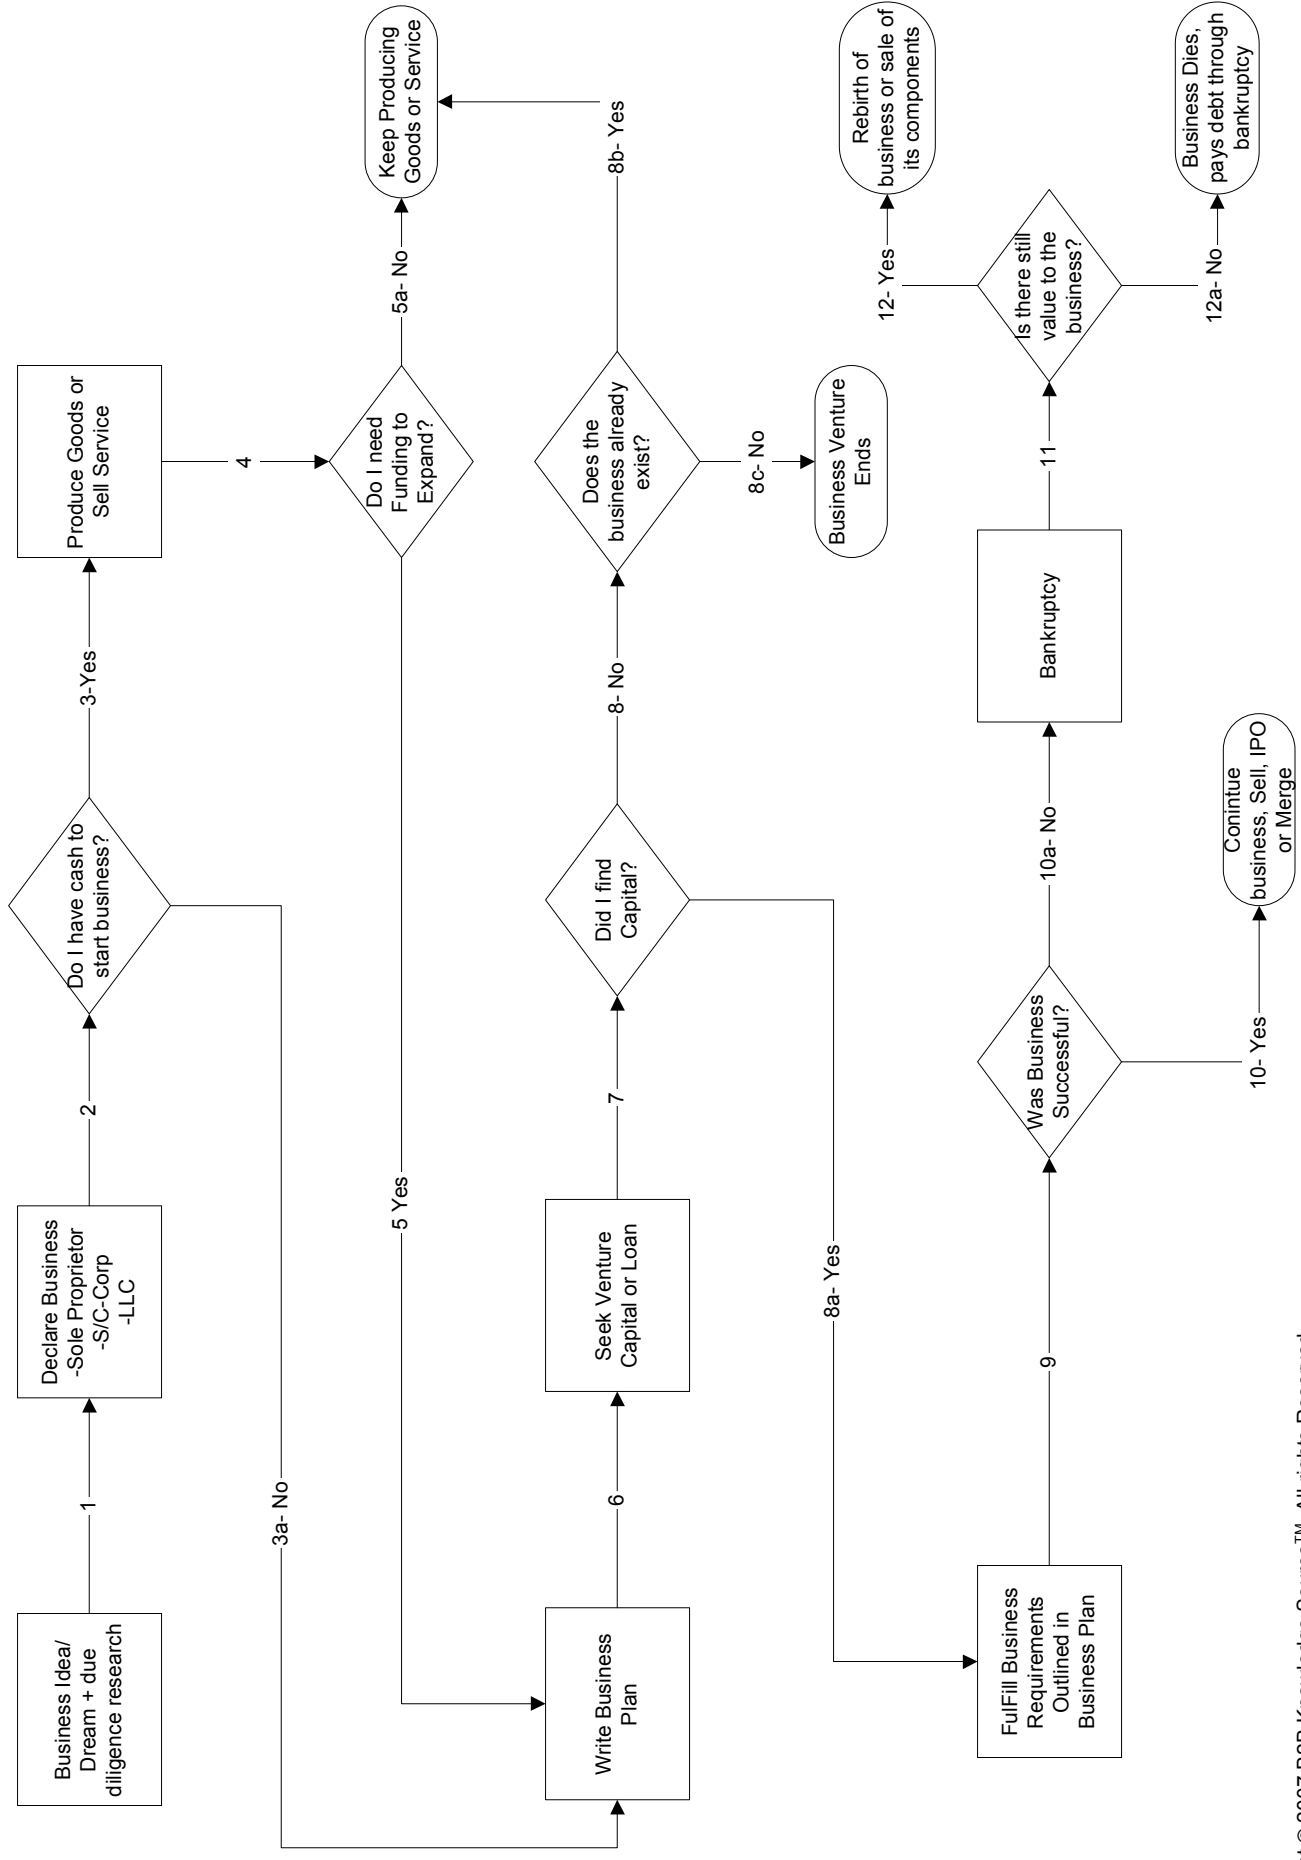 Business Idea/
Dream + due
diligence research
1
Declare Business
-Sole Proprietor
-S/C-Corp
-LLC
2
Do I have cash to
start business?
3-Yes
Produce Goods or
Sell Service
3a- No
4
Do I need
Funding to
Expand?
5 Yes
5a- No
Keep Producing
Goods or Service
Write Business
Plan
6
Seek Venture
Capital or Loan
7
Did I find
Capital?
8- No
Does the
business already
exist?
8b- Yes
8c- No
Business Venture
Ends
8a- Yes
FulFill Business
Requirements
Outlined in
Business Plan
9
Was Business
Successful?
10a- No
10- Yes
Conintue
business, Sell, IPO
or Merge
Bankruptcy
11
Is there still
value to the
business?
12- Yes
Rebirth of
business or sale of
its components
12a- No
Business Dies,
pays debt through
bankruptcy